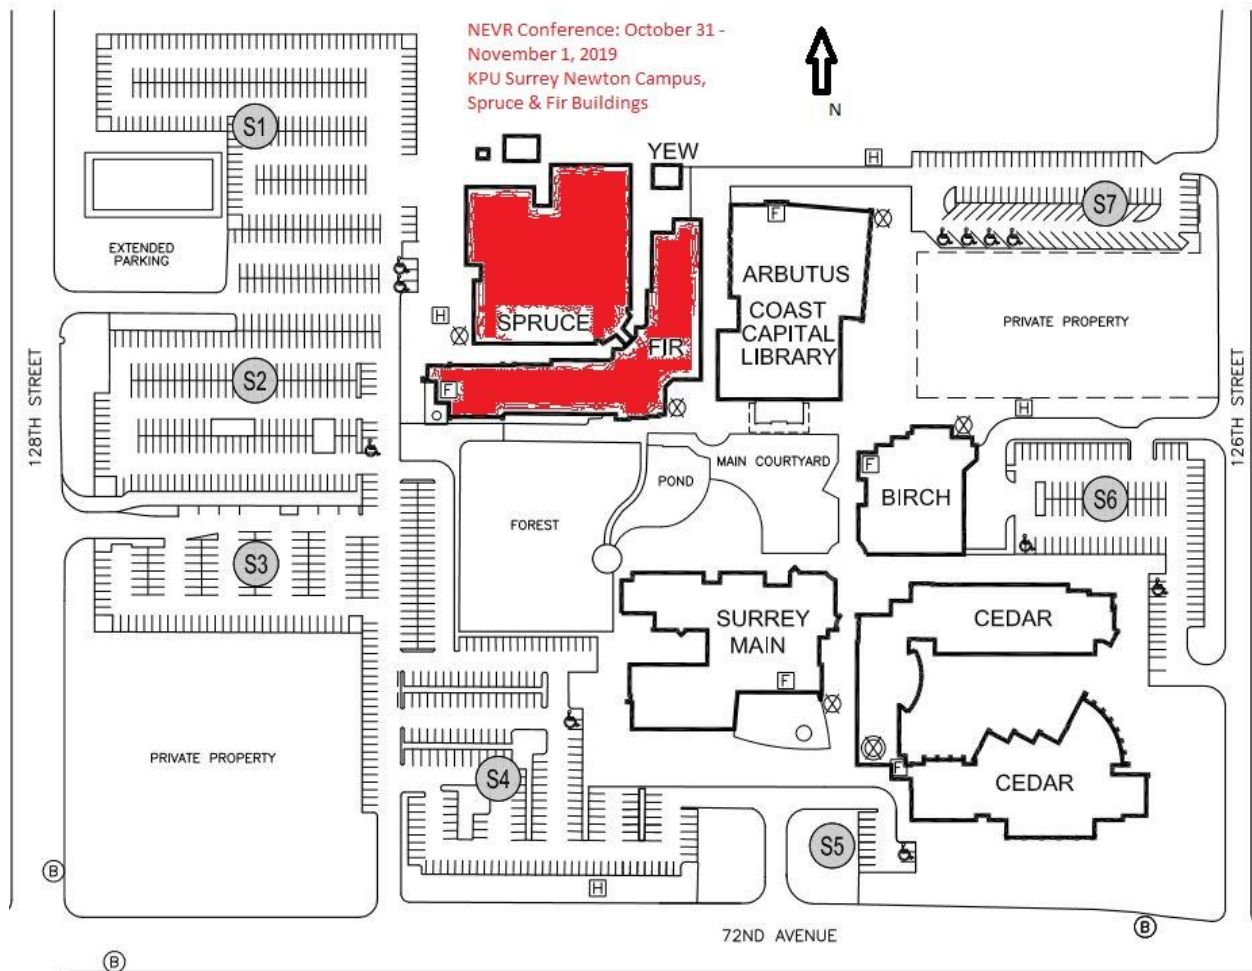 NEVR Conference: October 31 -
November 1, 2019
KPU Surrey Newton Campus,
Spruce & Fir Buildings
N
S1
YEW
H
S7
F
EXTENDED
PARKING
ARBUTUS
COAST
CAPITAL
LIBRARY
PRIVATE PROPERTY
H
SPRUCE
FIR
128TH STREET
S2
F
126TH STREET
H
MAIN COURTYARD
F
POND
BIRCH
S6
FOREST
S3
SURREY
MAIN
CEDAR
F
PRIVATE PROPERTY
S4
F
CEDAR
S5
B
H
72ND AVENUE
B
B